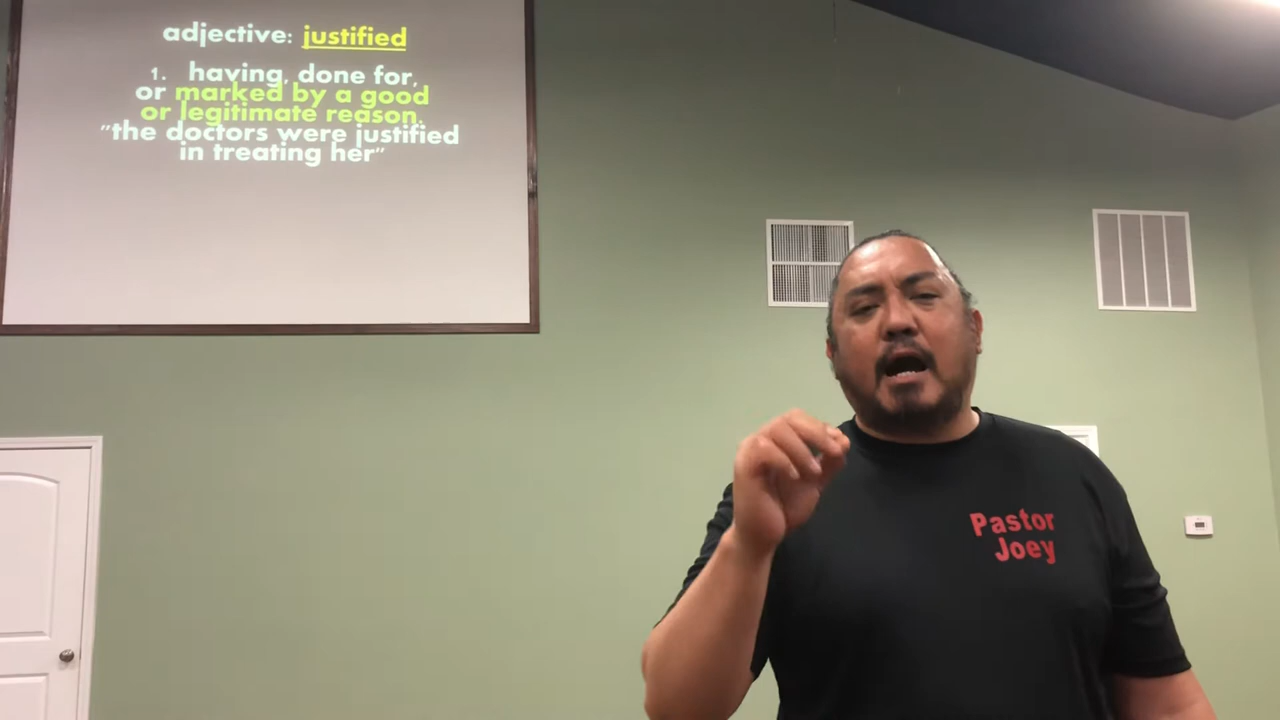 adjective: justified
1. having, done for,
or marked by a good
or legitimate reason.
"the doctors were justified
in treating her"
Pastor
Joey